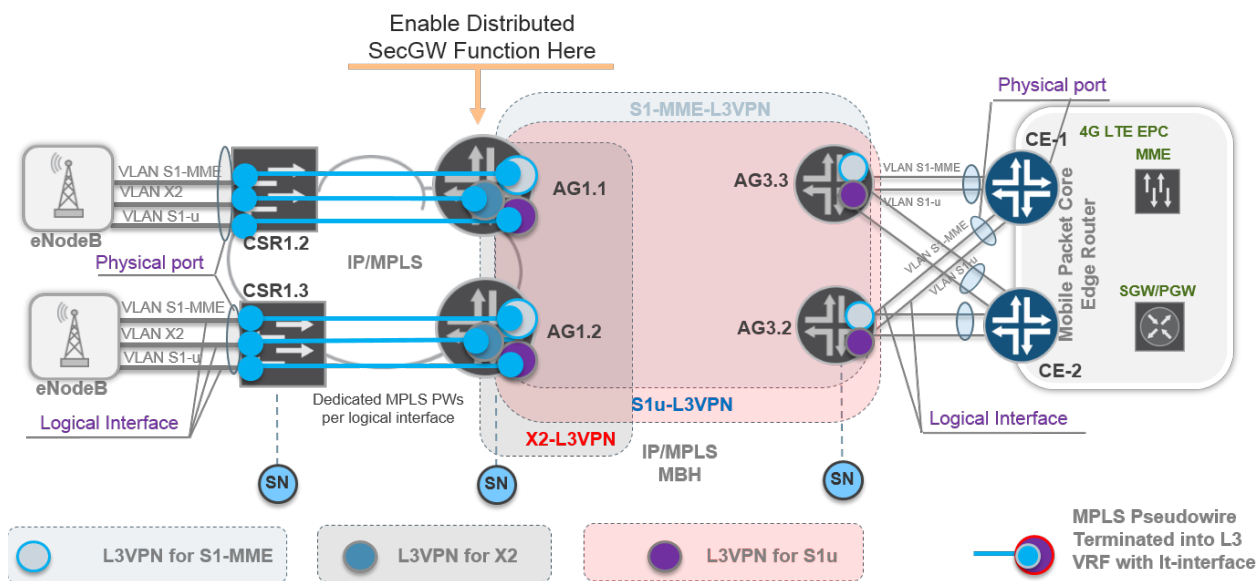 Enable Distributed
SecGW Function Here
Physical port
S1-MME-L3VPN
CE-1
4G LTE EPC
MME
VLAN S1-MME
VLAN X2
VLAN S1-u
eNodeB
CSR1.2
AG1.1
AG3.3
VLAN S1-MME
VLAN S1-u
Physical port
IP/MPLS
VLAN S1-MME
VLAN S1-u
Mobile Packet Core
Edge Router
CSR1.3
VLAN S1-MME
VLAN X2
VLAN S1-u
eNodeB
AG1.2
AG3.2
SGW/PGW
CE-2
Dedicated MPLS PWs
per logical interface
Logical Interface
S1u-L3VPN
X2-L3VPN
Logical Interface
IP/MPLS
MBH
SN
SN
SN
L3VPN for S1-MME
L3VPN for X2
L3VPN for S1u
MPLS Pseudowire
Terminated into L3
VRF with lt-interface